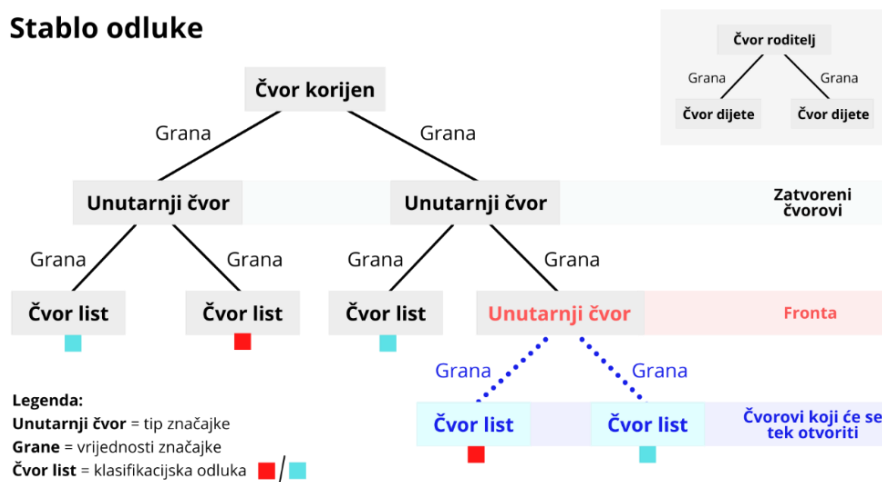 Stablo odluke
Čvor roditelj
Grana Grana
Čvor dijete Čvor dijete
Čvor korijen
Grana Grana
Unutarnji čvor Unutarnji čvor
Zatvoreni
čvorovi
Grana Grana Grana Grana
Čvor list Čvor list Čvor list Unutarnji čvor Fronta
Grana Grana
Čvor list Čvor list
Čvorovi koji će se
tek otvoriti
Legenda:
Unutarnji čvor = tip značajke
Grane = vrijednosti značajke
Čvor list = klasifikacijska odluka /